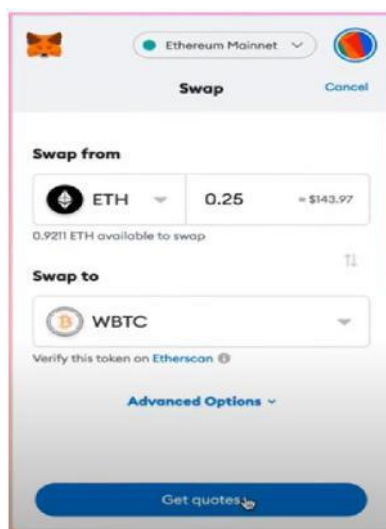 Ethereum Mainnet
Swap
Cancel
Swap from
ETH
0.25
≈ $143.97
0.9211 ETH available to swap
Swap to
WBTC
Verify this token on Etherscan
Advanced Options
Get quotes